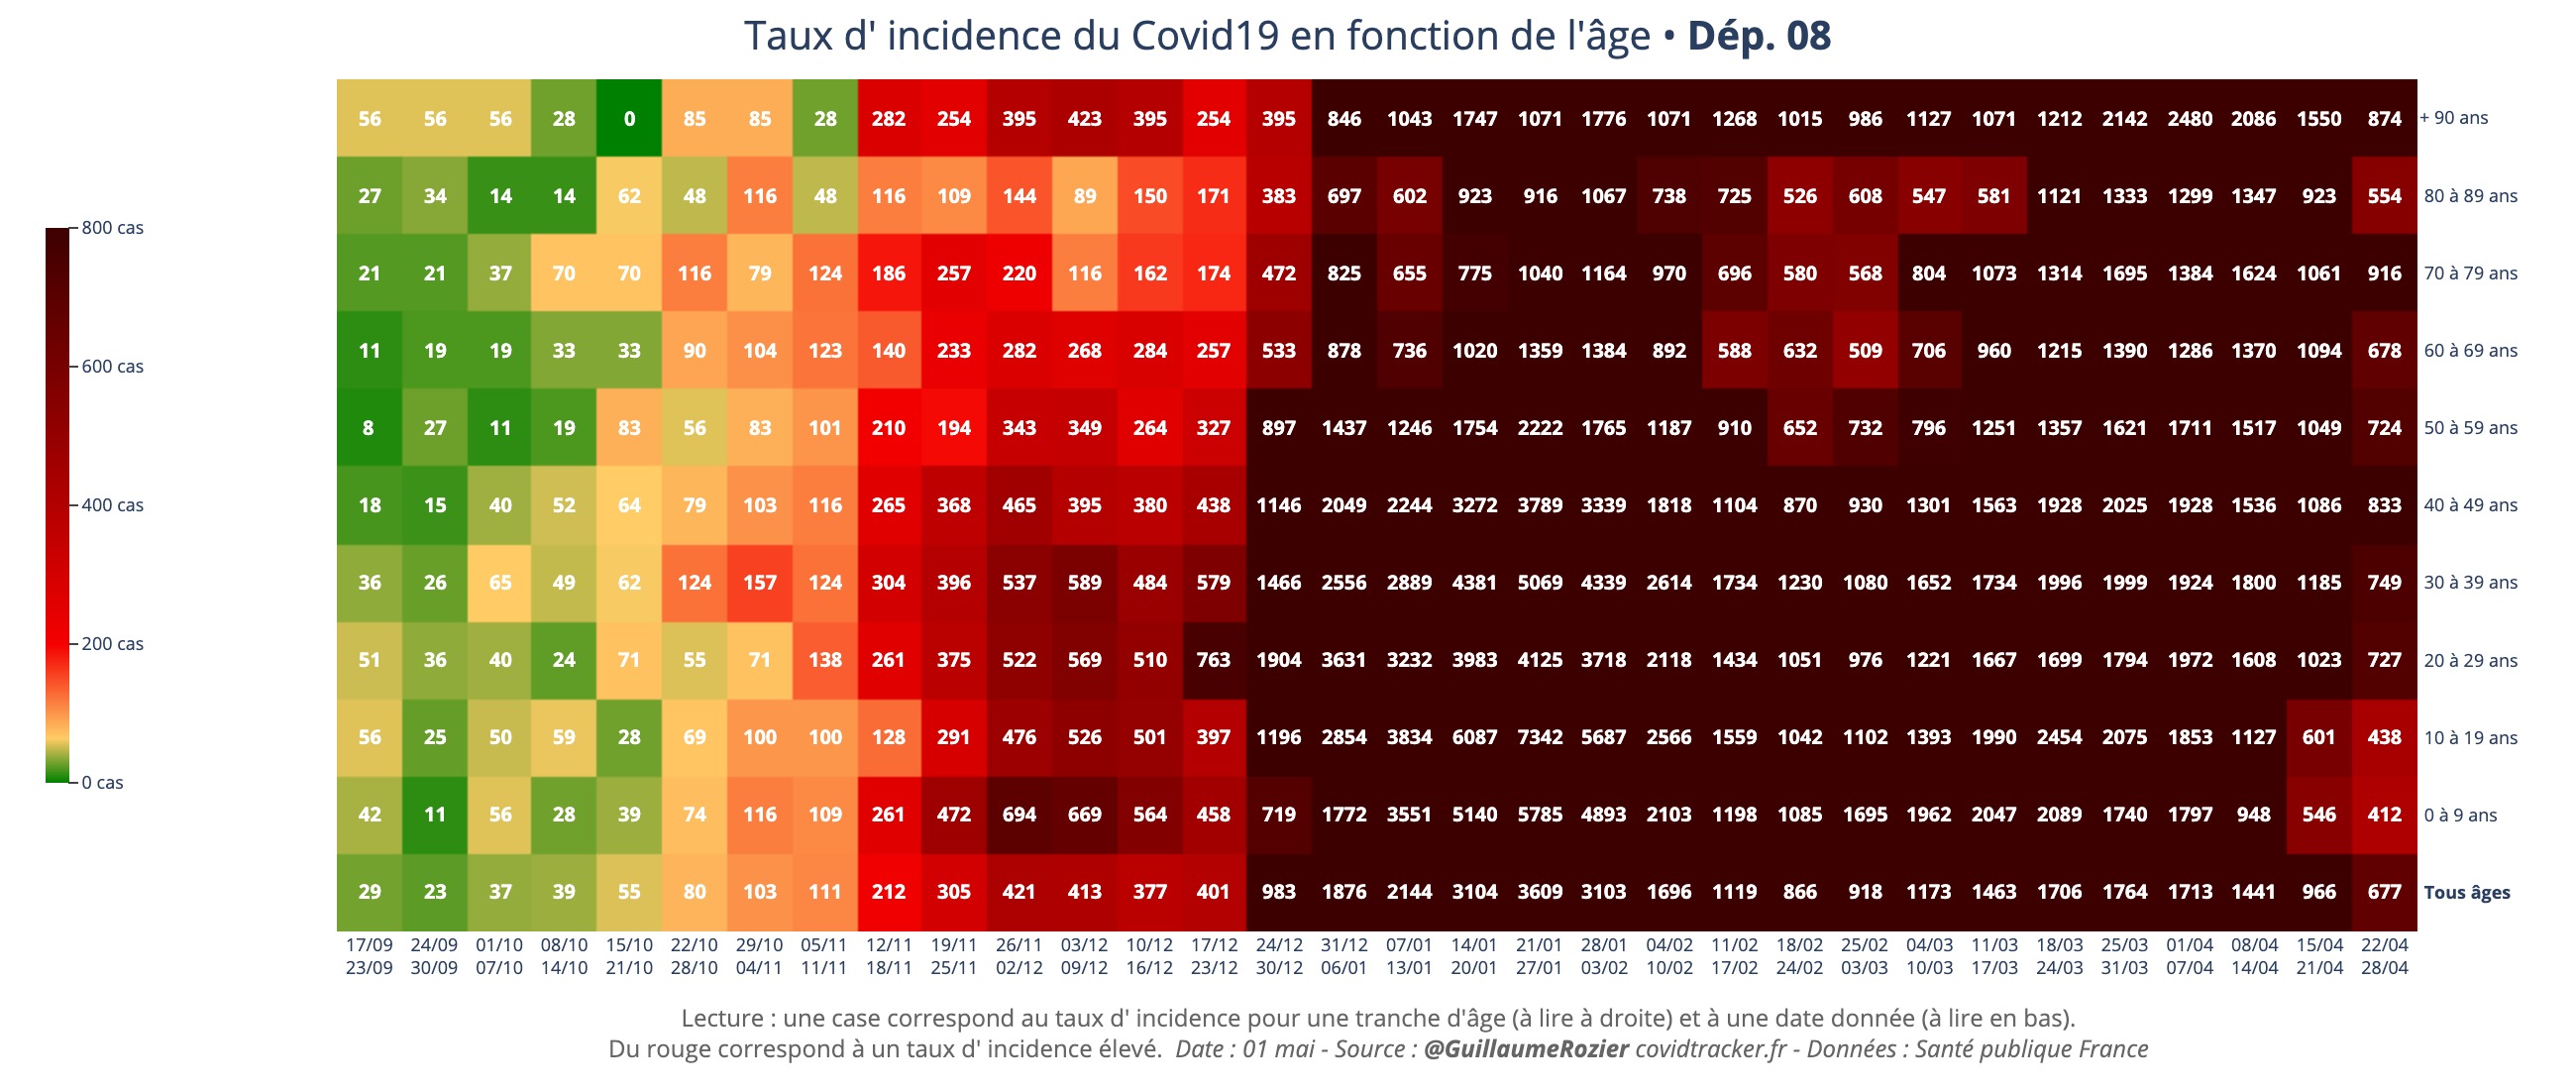 Taux d' incidence du Covid19 en fonction de l'âge • Dép. 08
56 56 56 28 0 85 85 28 282 254 395 423 395 254 395 846 1043 1747 1071 1776 1071 1268 1015 986 1127 1071 1212 2142 2480 2086 1550 874 + 90 ans
27 34 14 14 62 48 116 48 116 109 144 89 150 171 383 697 602 923 916 1067 738 725 526 608 547 581 1121 1333 1299 1347 923 554 80 à 89 ans
800 cas
21 21 37 70 70 116 79 124 186 257 220 116 162 174 472 825 655 775 1040 1164 970 696 580 568 804 1073 1314 1695 1384 1624 1061 916 70 à 79 ans
11 19 19 33 33 90 104 123 140 233 282 268 284 257 533 878 736 1020 1359 1384 892 588 632 509 706 960 1215 1390 1286 1370 1094 678 60 à 69 ans
600 cas
8 27 11 19 83 56 83 101 210 194 343 349 264 327 897 1437 1246 1754 2222 1765 1187 910 652 732 796 1251 1357 1621 1711 1517 1049 724 50 à 59 ans
400 cas
18 15 40 52 64 79 103 116 265 368 465 395 380 438 1146 2049 2244 3272 3789 3339 1818 1104 870 930 1301 1563 1928 2025 1928 1536 1086 833 40 à 49 ans
36 26 65 49 62 124 157 124 304 396 537 589 484 579 1466 2556 2889 4381 5069 4339 2614 1734 1230 1080 1652 1734 1996 1999 1924 1800 1185 749 30 à 39 ans
200 cas
51 36 40 24 71 55 71 138 261 375 522 569 510 763 1904 3631 3232 3983 4125 3718 2118 1434 1051 976 1221 1667 1699 1794 1972 1608 1023 727 20 à 29 ans
56 25 50 59 28 69 100 100 128 291 476 526 501 397 1196 2854 3834 6087 7342 5687 2566 1559 1042 1102 1393 1990 2454 2075 1853 1127 601 438 10 à 19 ans
0 cas
42 11 56 28 39 74 116 109 261 472 694 669 564 458 719 1772 3551 5140 5785 4893 2103 1198 1085 1695 1962 2047 2089 1740 1797 948 546 412 0 à 9 ans
29 23 37 39 55 80 103 111 212 305 421 413 377 401 983 1876 2144 3104 3609 3103 1696 1119 866 918 1173 1463 1706 1764 1713 1441 966 677 Tous âges
17/09 24/09 01/10 08/10 15/10 22/10 29/10 05/11 12/11 19/11 26/11 03/12 10/12 17/12 24/12 31/12 07/01 14/01 21/01 28/01 04/02 11/02 18/02 25/02 04/03 11/03 18/03 25/03 01/04 08/04 15/04 22/04
23/09 30/09 07/10 14/10 21/10 28/10 04/11 11/11 18/11 25/11 02/12 09/12 16/12 23/12 30/12 06/01 13/01 20/01 27/01 03/02 10/02 17/02 24/02 03/03 10/03 17/03 24/03 31/03 07/04 14/04 21/04 28/04
Lecture : une case correspond au taux d' incidence pour une tranche d'âge (à lire à droite) et à une date donnée (à lire en bas).
Du rouge correspond à un taux d' incidence élevé. Date : 01 mai - Source : @GuillaumeRozier covidtracker.fr - Données : Santé publique France